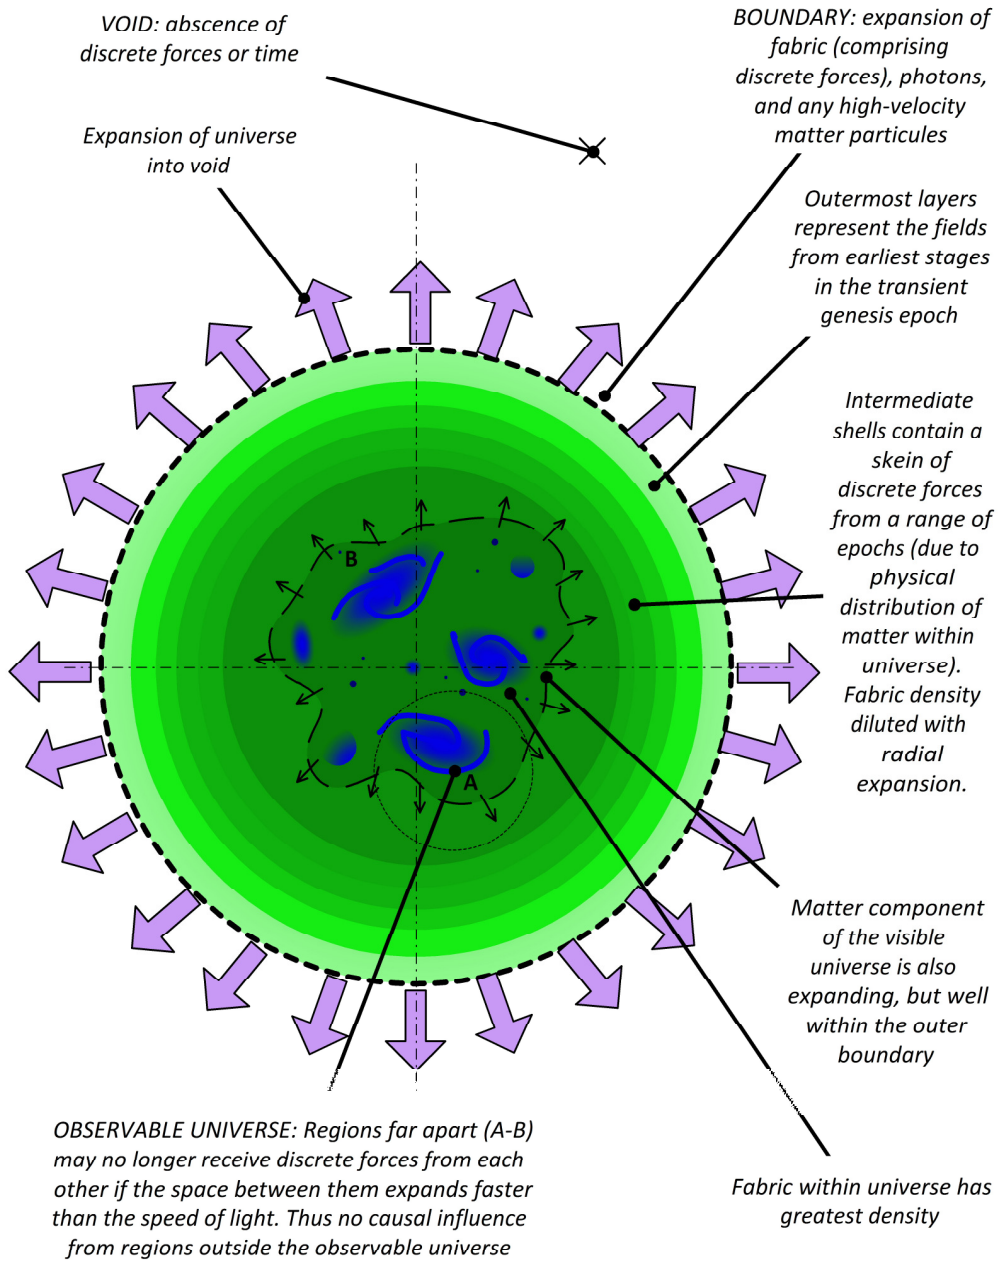 VOID: abscence of
discrete forces or time
BOUNDARY: expansion of
fabric (comprising
discrete forces), photons,
and any high-velocity
matter particules
Expansion of universe
into void
Outermost layers
represent the fields
from earliest stages
in the transient
genesis epoch
Intermediate
shells contain a
skein of
discrete forces
from a range of
epochs (due to
physical
distribution of
matter within
universe).
Fabric density
diluted with
radial
expansion.
B
A
Matter component
of the visible
universe is also
expanding, but well
within the outer
boundary
OBSERVABLE UNIVERSE: Regions far apart (A-B)
may no longer receive discrete forces from each
other if the space between them expands faster
than the speed of light. Thus no causal influence
from regions outside the observable universe
Fabric within universe has
greatest density